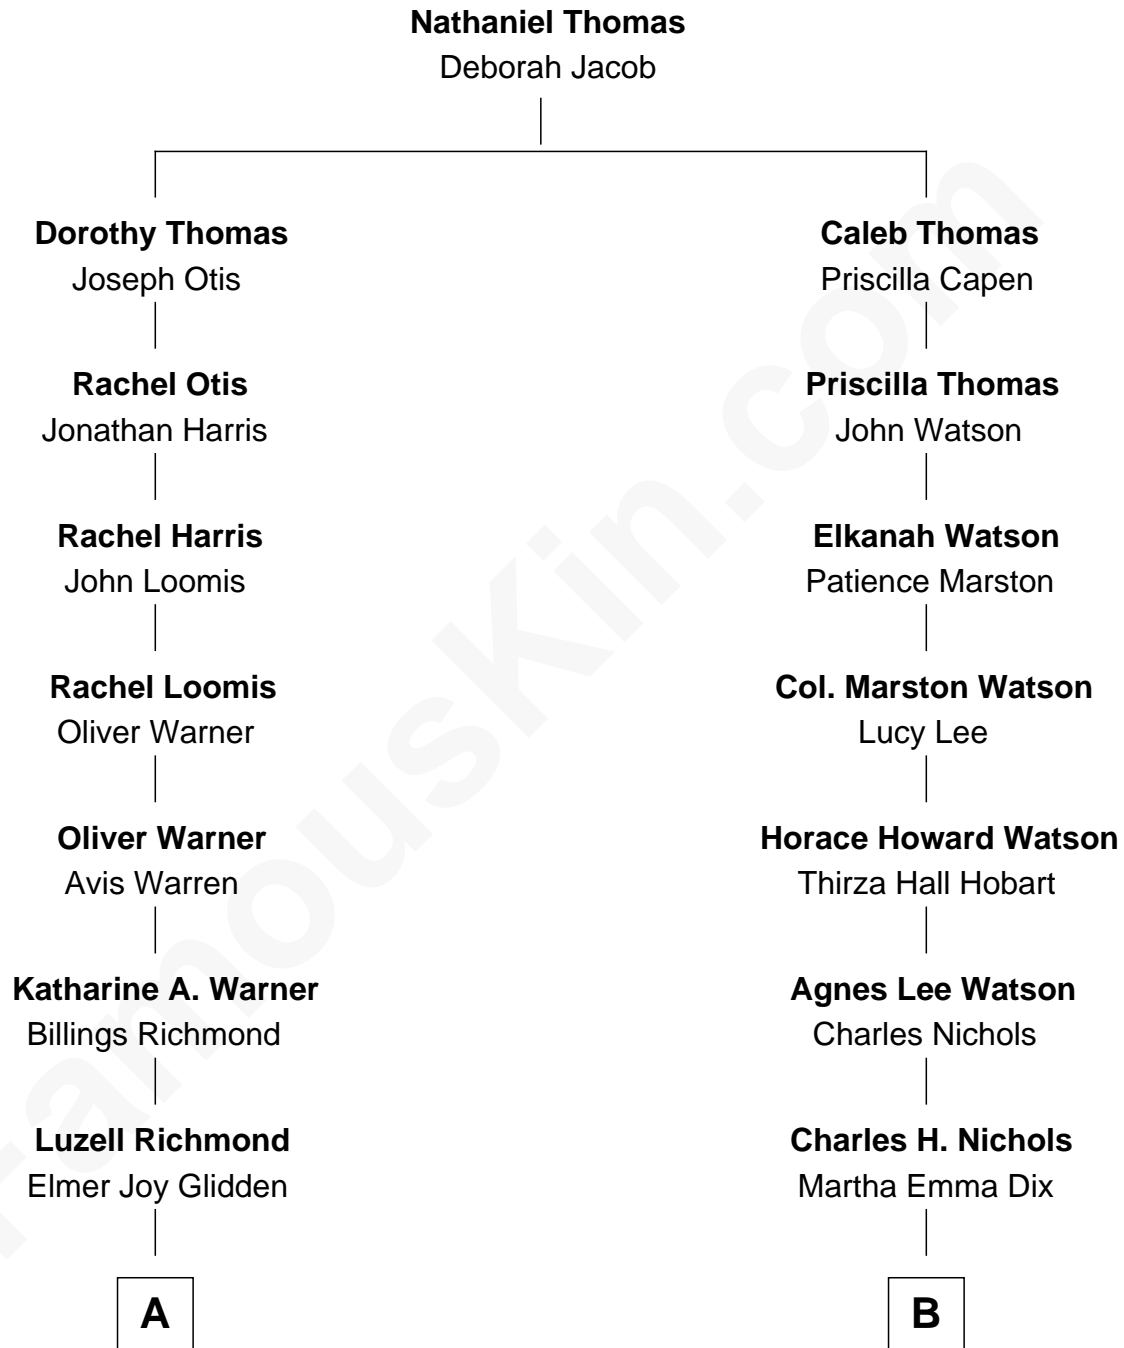 Nathaniel Thomas
Deborah Jacob
Dorothy Thomas
Joseph Otis
Caleb Thomas
Priscilla Capen
Rachel Otis
Jonathan Harris
Priscilla Thomas
John Watson
Rachel Harris
John Loomis
Elkanah Watson
Patience Marston
Rachel Loomis
Oliver Warner
Col. Marston Watson
Lucy Lee
Oliver Warner
Avis Warren
Horace Howard Watson
Thirza Hall Hobart
Katharine A. Warner
Billings Richmond
Agnes Lee Watson
Charles Nichols
Luzell Richmond
Elmer Joy Glidden
Charles H. Nichols
Martha Emma Dix
A
B
FamousKin.com